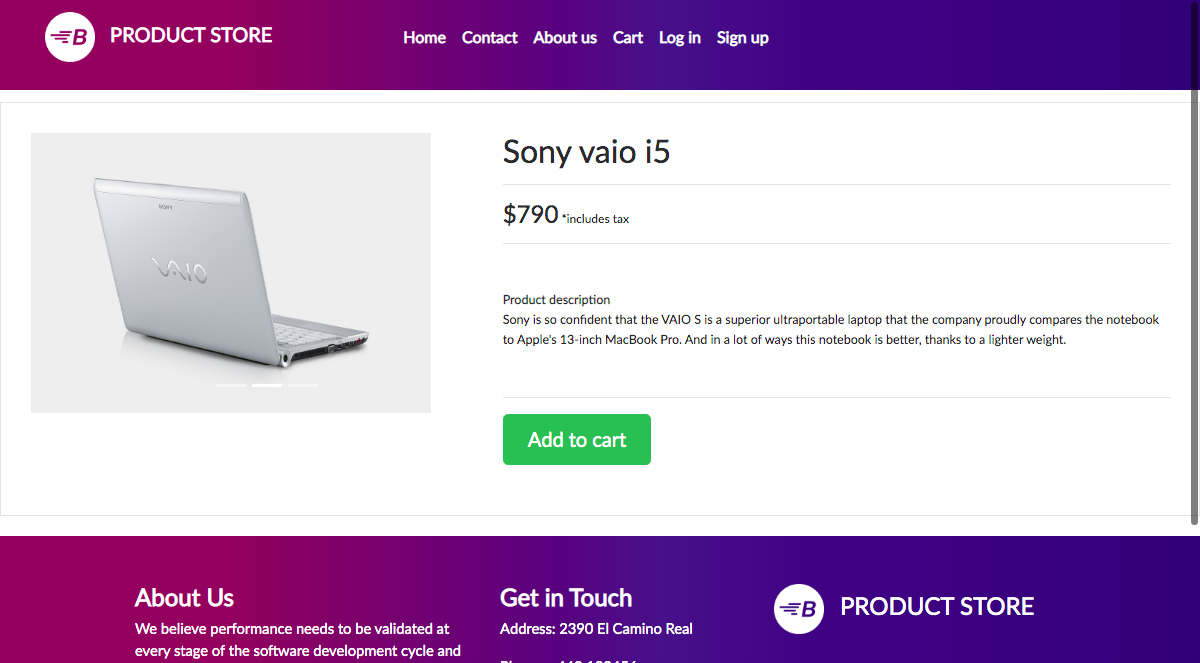 B PRODUCT STORE
Home Contact About us Cart Log in Sign up
SONY
VAIO
Sony vaio i5
$790 *includes tax
Product description
Sony is so confident that the VAIO S is a superior ultraportable laptop that the company proudly compares the notebook
to Apple's 13-inch MacBook Pro. And in a lot of ways this notebook is better, thanks to a lighter weight.
Add to cart
About Us
We believe performance needs to be validated at
every stage of the software development cycle and
Get in Touch
Address: 2390 El Camino Real
B PRODUCT STORE